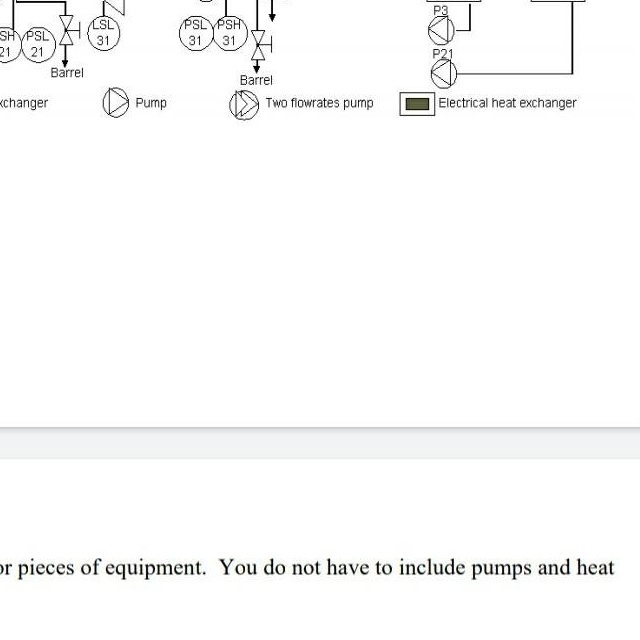 P3
LSL
31
PSL PSH
31 31
SH PSL
21 21
P21
Barrel
Barrel
xchanger Pump Two flowrates pump Electrical heat exchanger
or pieces of equipment. You do not have to include pumps and heat